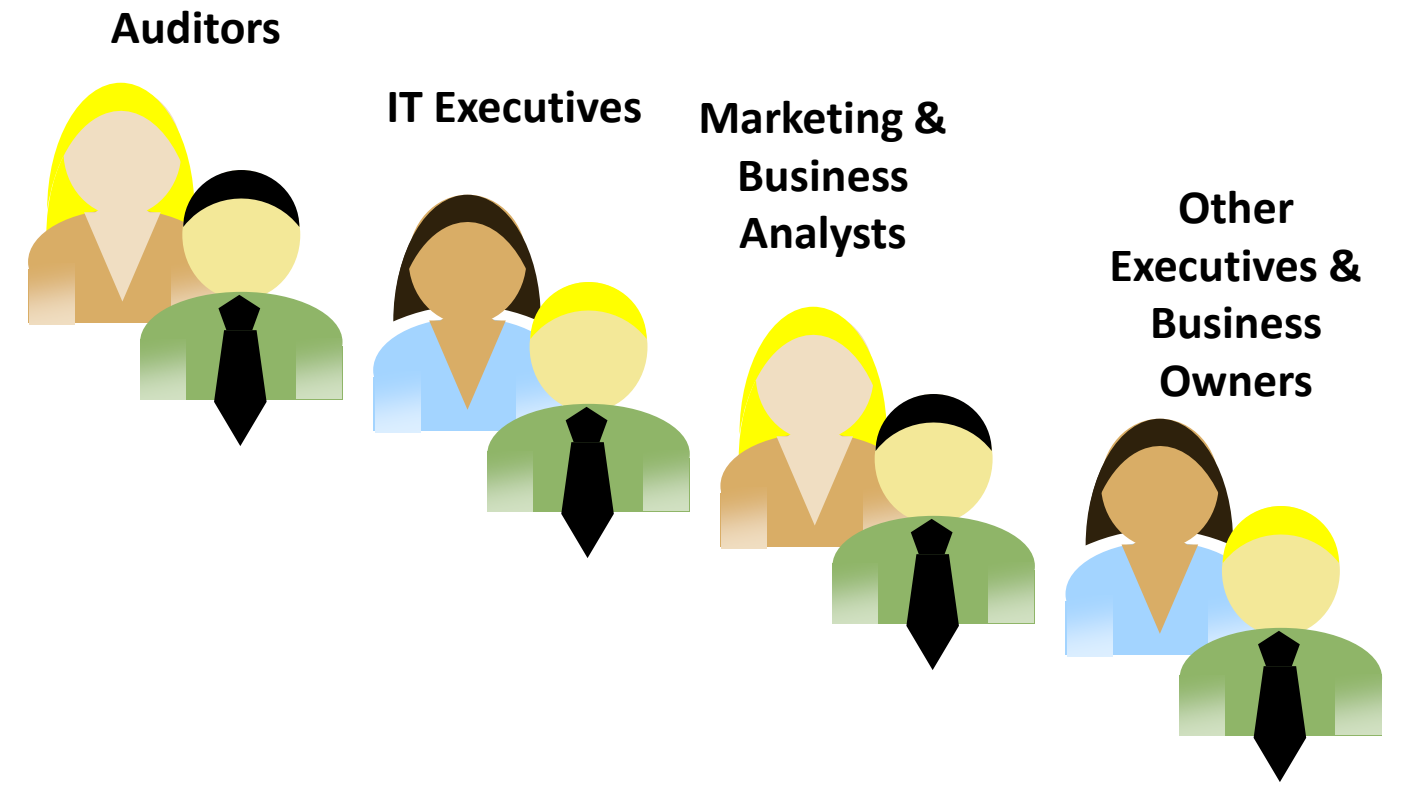 Auditors
IT Executives
Marketing &
Business
Analysts
Other
Executives &
Business
Owners